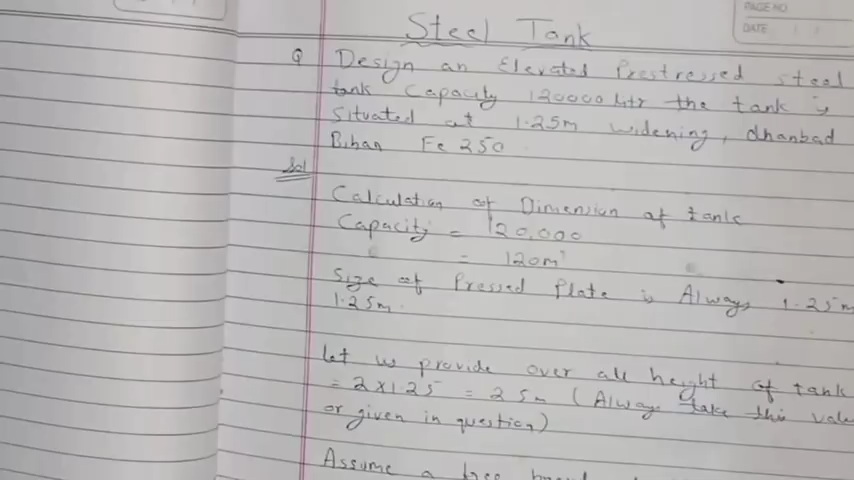 PAGE NO
DATE
Steel Tank
Q Design an Elevated Prestressed steel
tank Capacity 120000 litr the tank is
Situated at 1.25m widening, dhanbad
Bihar Fe 250
Sol
Calculation of Dimension of tank
Capacity = 120,000
= 120m³
Size of Pressed Plate is Always 1.25m
1.25m.
let us provide over all height of tank
= 2x1.25 = 2.5m (Always take this value
or given in question)
Assume a free